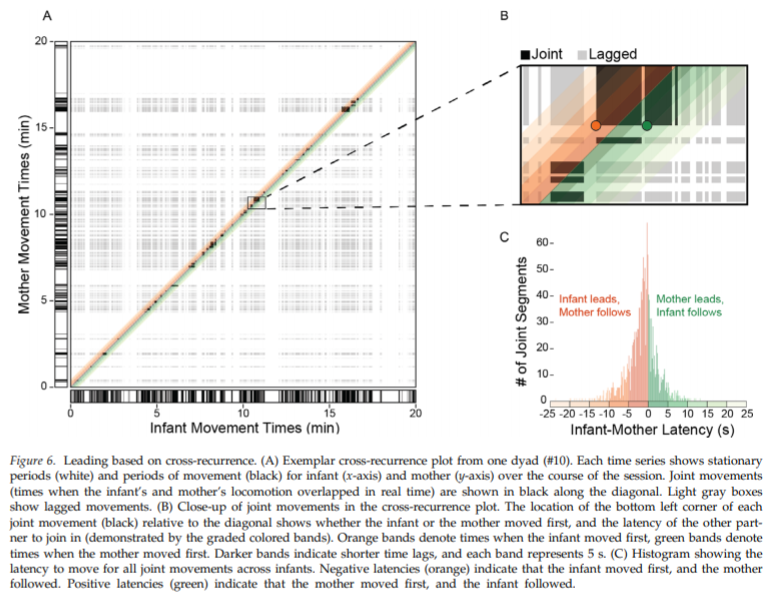 A
B
20
15
10
5
0
Mother Movement Times (min)
0 5 10 15 20
Infant Movement Times (min)
Joint Lagged
C
60
50
40
30
20
10
0
# of Joint Segments
Infant leads, Mother leads,
Mother follows Infant follows
-25 -20 -15 -10 -5 0 5 10 15 20 25
Infant-Mother Latency (s)
Figure 6. Leading based on cross-recurrence. (A) Exemplar cross-recurrence plot from one dyad (#10). Each time series shows stationary
periods (white) and periods of movement (black) for infant (x-axis) and mother (y-axis) over the course of the session. Joint movements
(times when the infant's and mother's locomotion overlapped in real time) are shown in black along the diagonal. Light gray boxes
show lagged movements. (B) Close-up of joint movements in the cross-recurrence plot. The location of the bottom left corner of each
joint movement (black) relative to the diagonal shows whether the infant or the mother moved first, and the latency of the other part-
ner to join in (demonstrated by the graded colored bands). Orange bands denote times when the infant moved first, green bands denote
times when the mother moved first. Darker bands indicate shorter time lags, and each band represents 5 s. (C) Histogram showing the
latency to move for all joint movements across infants. Negative latencies (orange) indicate that the infant moved first, and the mother
followed. Positive latencies (green) indicate that the mother moved first, and the infant followed.